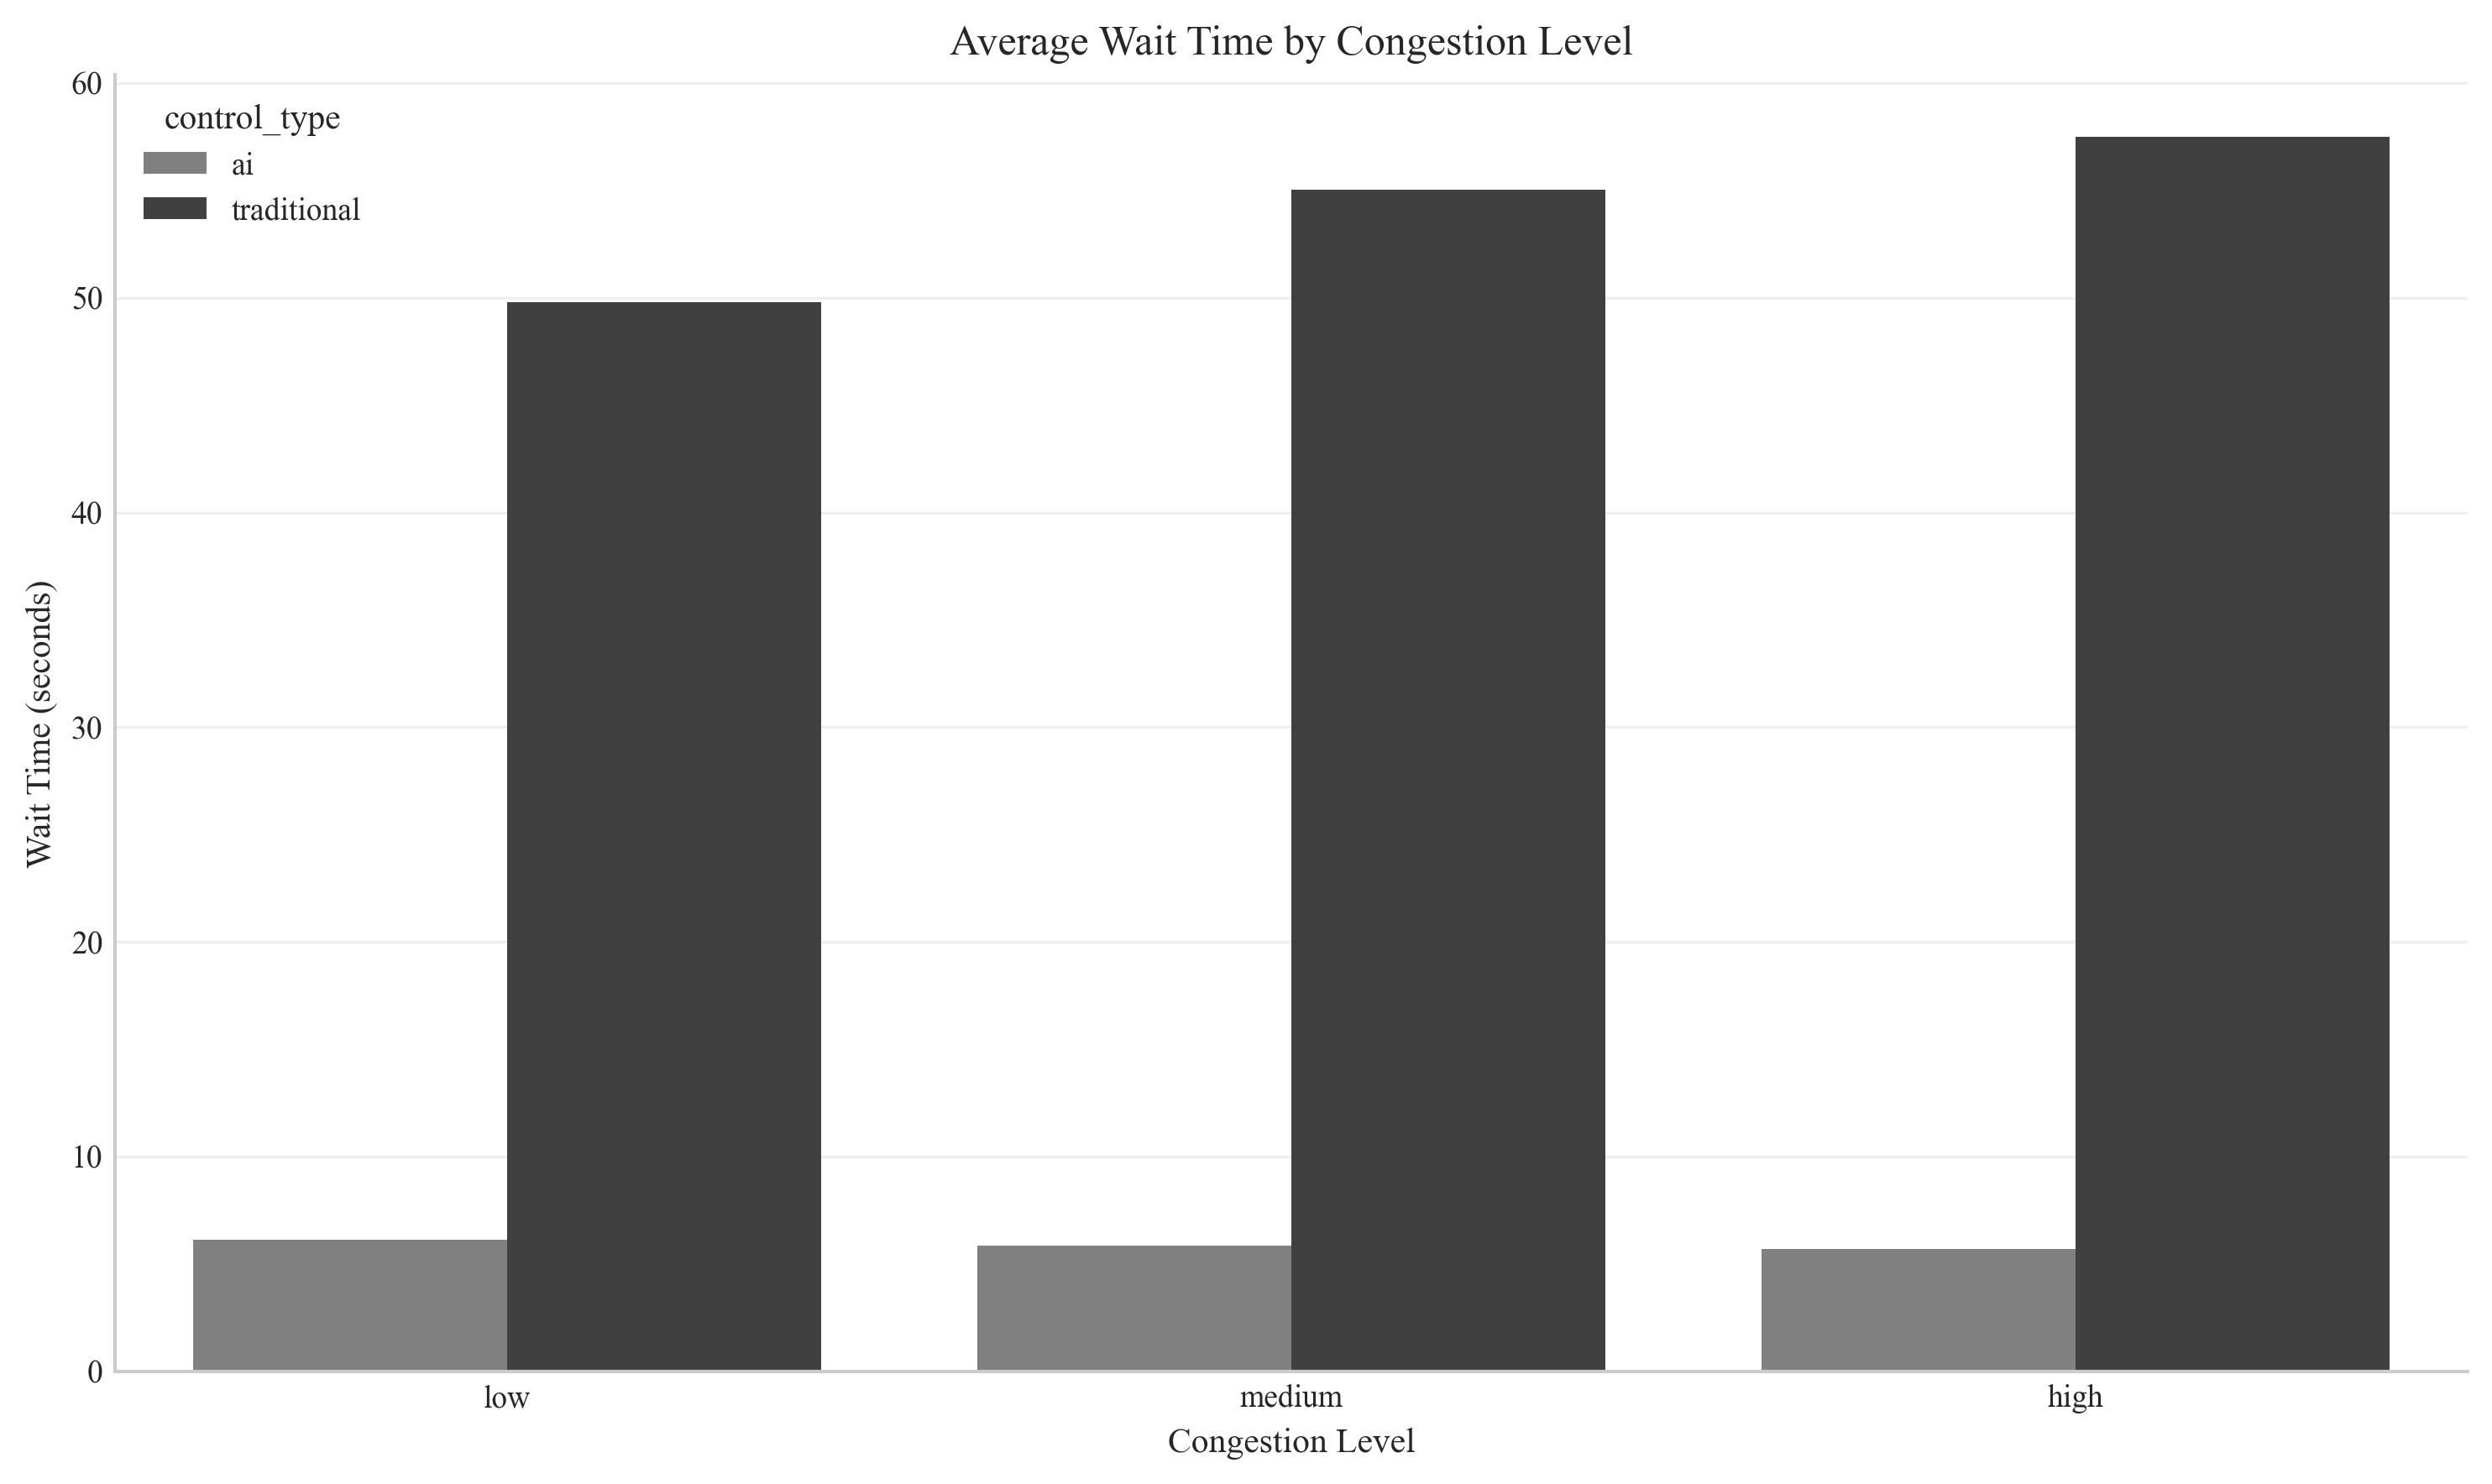 Average Wait Time by Congestion Level
60
control_type
ai
traditional
50
40
30
20
10
0
Wait Time (seconds)
low
medium
high
Congestion Level